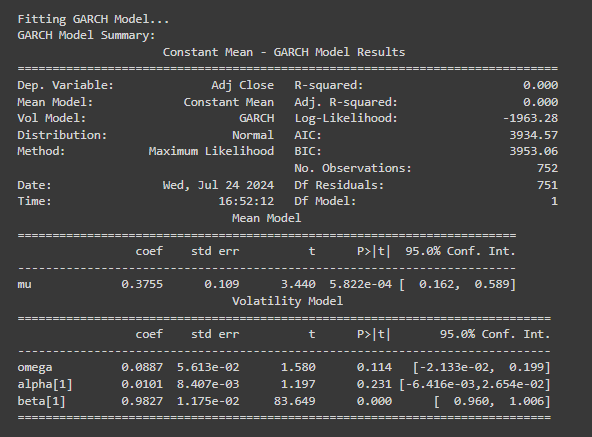 Fitting GARCH Model...
GARCH Model Summary:
Constant Mean - GARCH Model Results
==============================================================================
Dep. Variable: Adj Close R-squared: 0.000
Mean Model: Constant Mean Adj. R-squared: 0.000
Vol Model: GARCH Log-Likelihood: -1963.28
Distribution: Normal AIC: 3934.57
Method: Maximum Likelihood BIC: 3953.06
No. Observations: 752
Date: Wed, Jul 24 2024 Df Residuals: 751
Time: 16:52:12 Df Model: 1
Mean Model
========================================================================
coef std err t P>|t| 95.0% Conf. Int.
------------------------------------------------------------------------
mu 0.3755 0.109 3.440 5.822e-04 [ 0.162, 0.589]
Volatility Model
=============================================================================
coef std err t P>|t| 95.0% Conf. Int.
-----------------------------------------------------------------------------
omega 0.0887 5.613e-02 1.580 0.114 [-2.133e-02, 0.199]
alpha[1] 0.0101 8.407e-03 1.197 0.231 [-6.416e-03,2.654e-02]
beta[1] 0.9827 1.175e-02 83.649 0.000 [ 0.960, 1.006]
=============================================================================